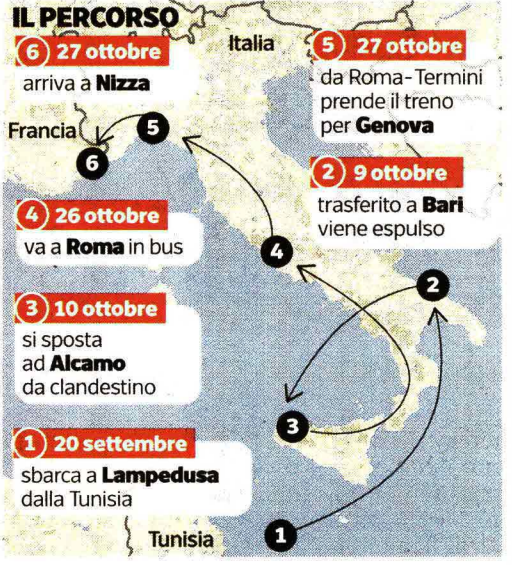 IL PERCORSO
6 27 ottobre
arriva a Nizza
Italia
5 27 ottobre
da Roma-Termini
prende il treno
per Genova
Francia
5
6
2 9 ottobre
trasferito a Bari
viene espulso
4 26 ottobre
va a Roma in bus
4
2
3 10 ottobre
si sposta
ad Alcamo
da clandestino
3
1 20 settembre
sbarca a Lampedusa
dalla Tunisia
Tunisia
1